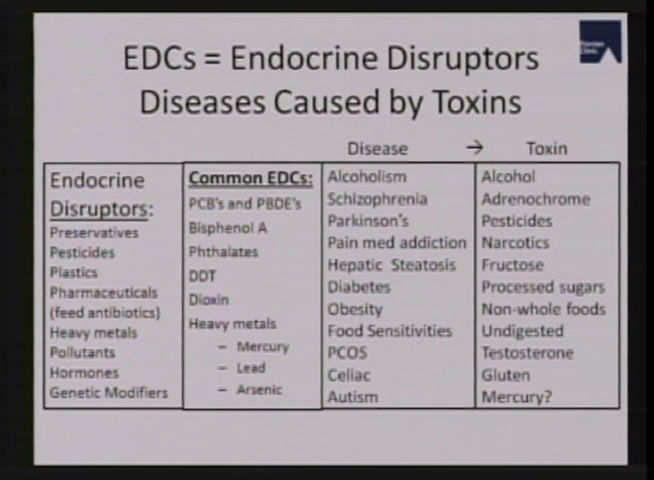 EDCs = Endocrine Disruptors
Diseases Caused by Toxins
Disease → Toxin
Endocrine
Disruptors:
Preservatives
Pesticides
Plastics
Pharmaceuticals
(feed antibiotics)
Heavy metals
Pollutants
Hormones
Genetic Modifiers
Common EDCs:
PCB's and PBDE's
Bisphenol A
Phthalates
DDT
Dioxin
Heavy metals
– Mercury
– Lead
– Arsenic
Alcoholism
Schizophrenia
Parkinson's
Pain med addiction
Hepatic Steatosis
Diabetes
Obesity
Food Sensitivities
PCOS
Celiac
Autism
Alcohol
Adrenochrome
Pesticides
Narcotics
Fructose
Processed sugars
Non-whole foods
Undigested
Testosterone
Gluten
Mercury?